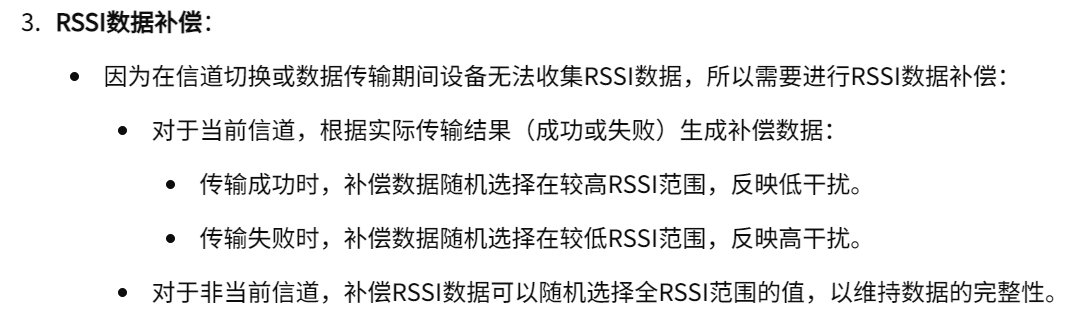 3. RSSI数据补偿：
• 因为在信道切换或数据传输期间设备无法收集RSSI数据，所以需要进行RSSI数据补偿：
• 对于当前信道，根据实际传输结果（成功或失败）生成补偿数据：
• 传输成功时，补偿数据随机选择在较高RSSI范围，反映低干扰。
• 传输失败时，补偿数据随机选择在较低RSSI范围，反映高干扰。
• 对于非当前信道，补偿RSSI数据可以随机选择全RSSI范围的值，以维持数据的完整性。